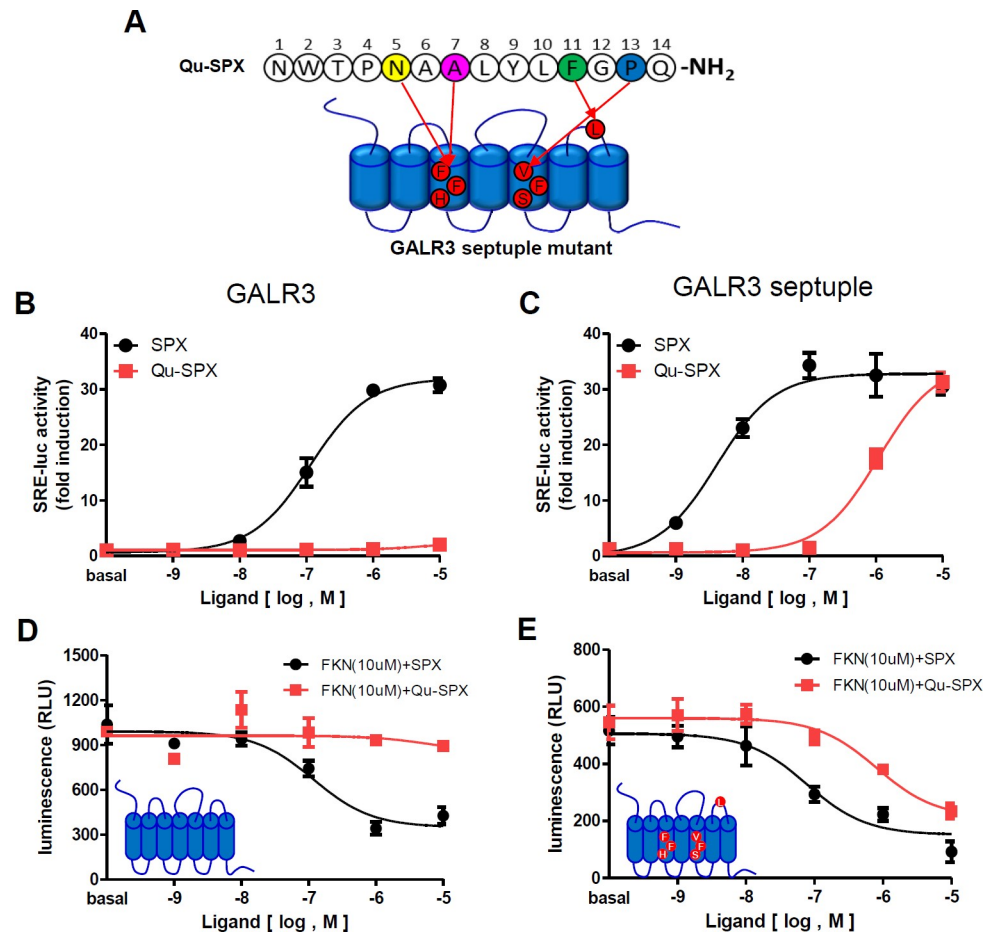 A
1 2 3 4 5 6 7 8 9 10 11 12 13 14
Qu-SPX N W T P N A A L Y L F G P Q -NH2
L
F V
F F
H S
GALR3 septuple mutant
B GALR3
40
30
20
10
0
SRE-luc activity
(fold induction)
SPX
Qu-SPX
basal -9 -8 -7 -6 -5
Ligand [ log , M ]
C GALR3 septuple
40
30
20
10
0
SRE-luc activity
(fold induction)
SPX
Qu-SPX
basal -9 -8 -7 -6 -5
Ligand [ log , M ]
D
1500
1200
900
600
300
0
luminescence (RLU)
FKN(10uM)+SPX
FKN(10uM)+Qu-SPX
basal -9 -8 -7 -6 -5
Ligand [ log , M ]
E
800
600
400
200
0
luminescence (RLU)
FKN(10uM)+SPX
FKN(10uM)+Qu-SPX
L
F V
F F
H S
basal -9 -8 -7 -6 -5
Ligand [ log , M ]